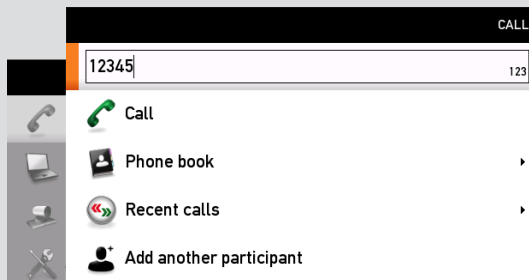 CALL
12345
123
Call
Phone book
Recent calls
Add another participant